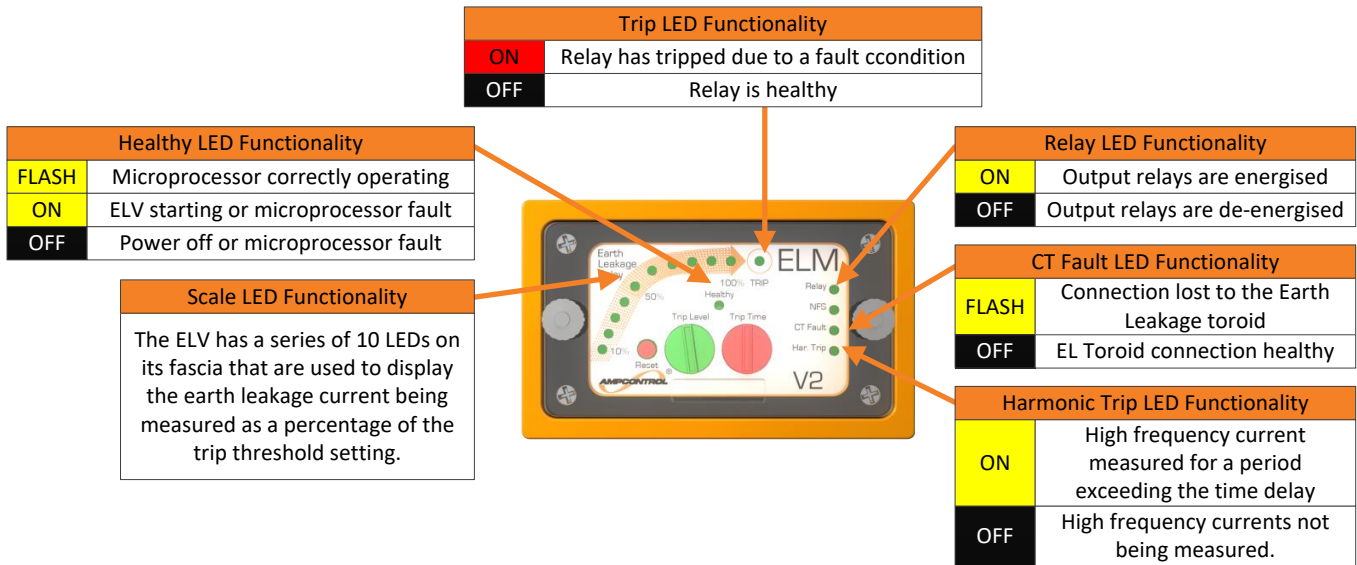 Trip LED Functionality
ON Relay has tripped due to a fault ccondition
OFF Relay is healthy
Healthy LED Functionality
FLASH Microprocessor correctly operating
ON ELV starting or microprocessor fault
OFF Power off or microprocessor fault
Scale LED Functionality
The ELV has a series of 10 LEDs on
its fascia that are used to display
the earth leakage current being
measured as a percentage of the
trip threshold setting.
Earth
Leakage
ELM
100% TRIP
50%
10%
Healthy
Trip Level
Trip Time
Reset
Relay
NFS
CT Fault
Har. Trip
AMPCONTROL®
V2
Relay LED Functionality
ON Output relays are energised
OFF Output relays are de-energised
CT Fault LED Functionality
FLASH Connection lost to the Earth
Leakage toroid
OFF EL Toroid connection healthy
Harmonic Trip LED Functionality
ON High frequency current
measured for a period
exceeding the time delay
OFF High frequency currents not
being measured.